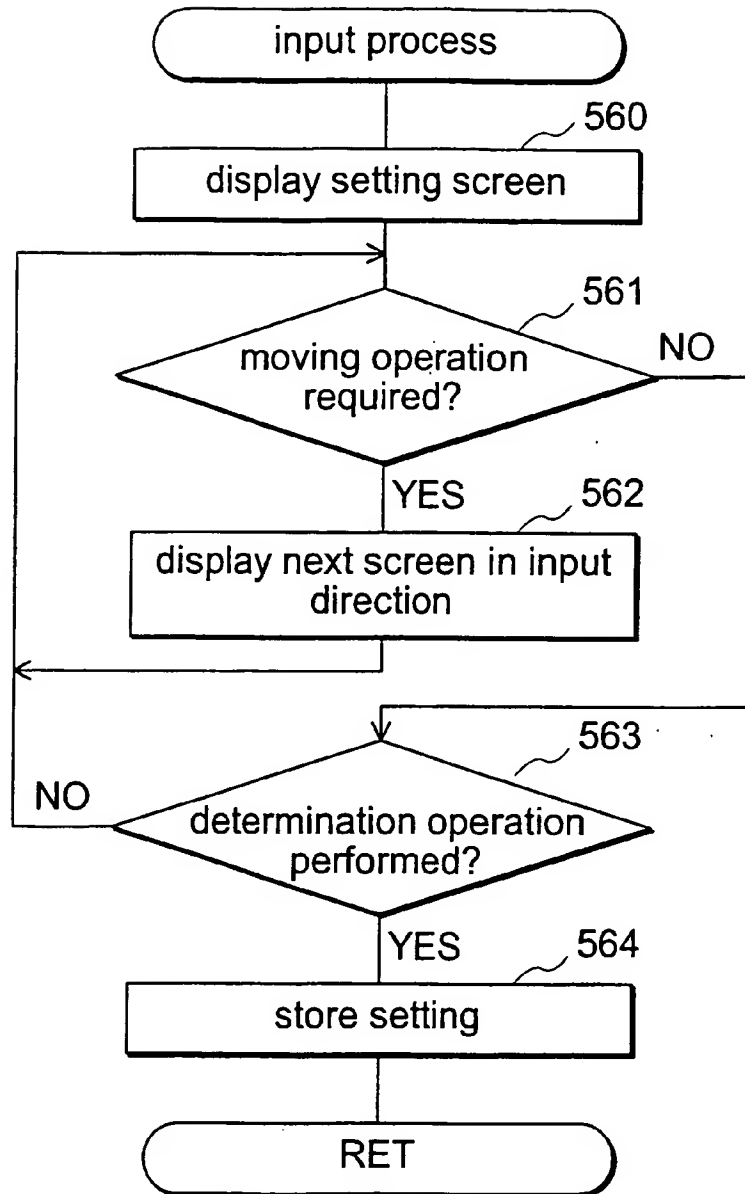 input process
560
display setting screen
561
moving operation
required?
NO
YES
562
display next screen in input
direction
563
NO
determination operation
performed?
YES
564
store setting
RET